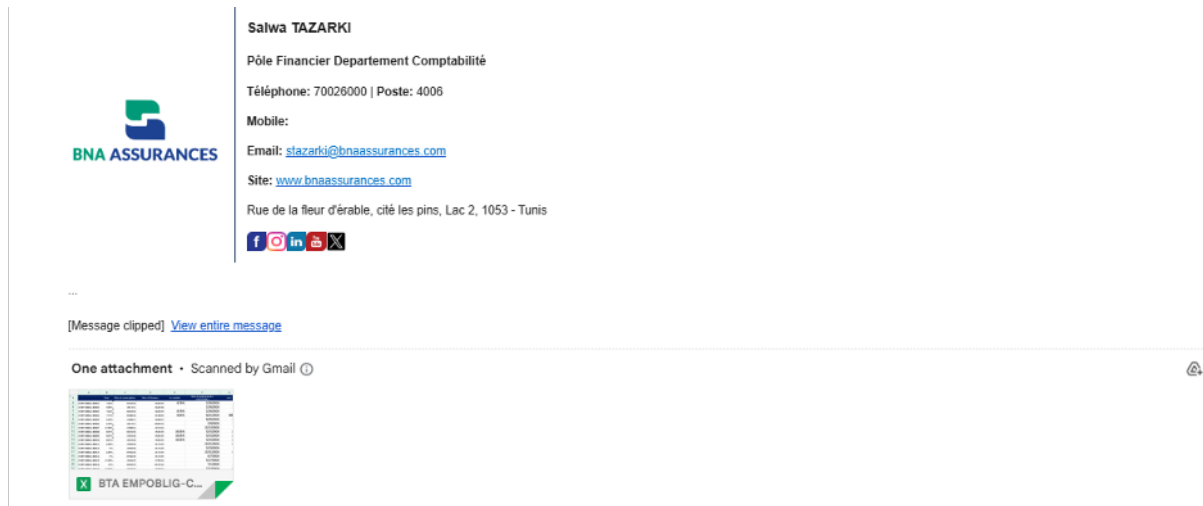 Salwa TAZARKI
Pôle Financier Departement Comptabilité
Téléphone: 70026000 | Poste: 4006
Mobile:
BNA ASSURANCES
Email: stazarki@bnaassurances.com
Site: www.bnaassurances.com
Rue de la fleur d'érable, cité les pins, Lac 2, 1053 - Tunis
...
[Message clipped] View entire message
One attachment • Scanned by Gmail
BTA EMPOBLIG-C...